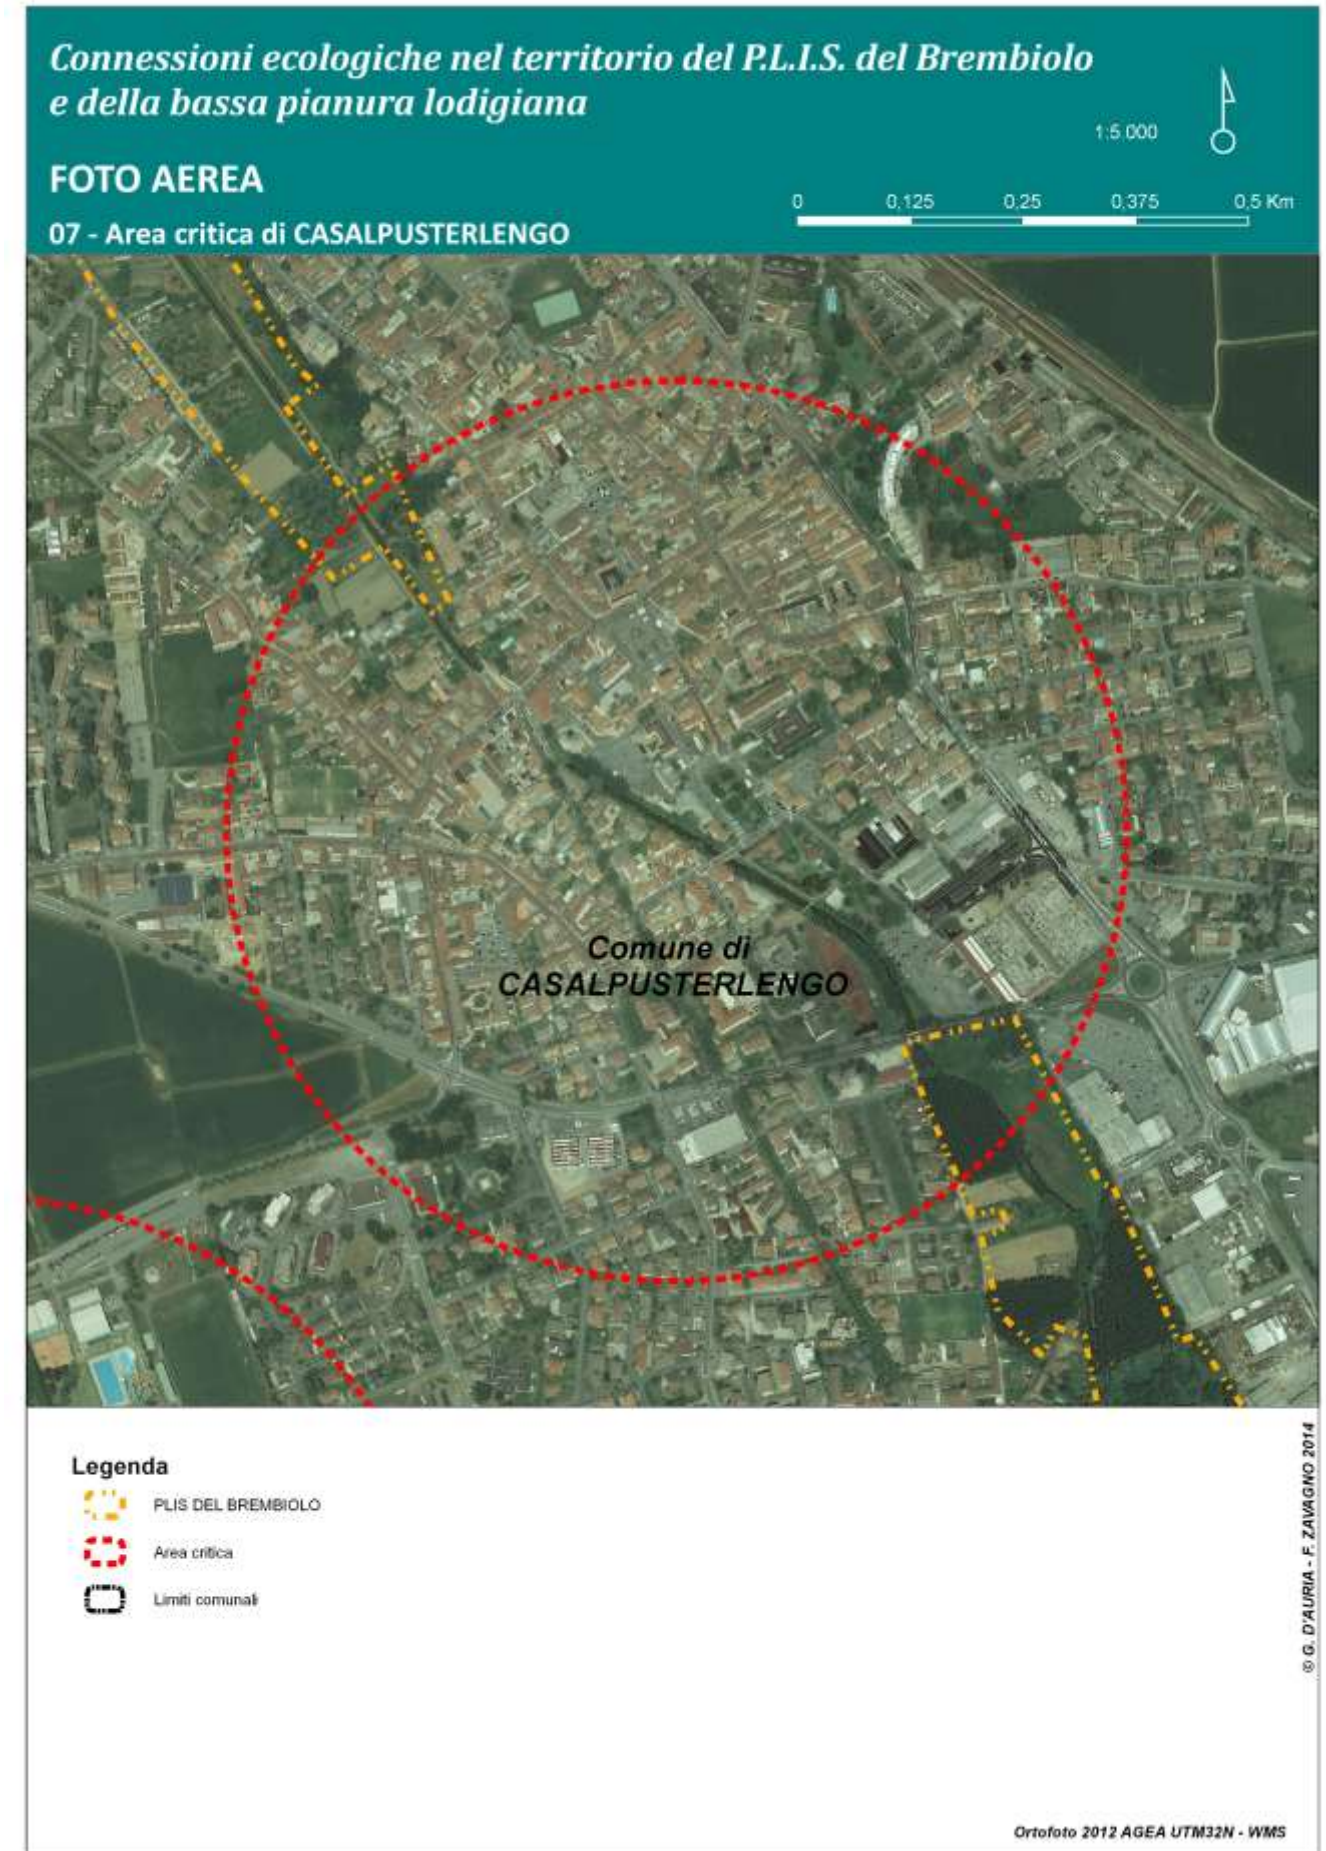 Connessioni ecologiche nel territorio del P.L.I.S. del Brembiolo
e della bassa pianura lodigiana
1:5 000
FOTO AEREA
0 0,125 0,25 0,375 0,5 Km
07 - Area critica di CASALPUSTERLENGO
Comune di
CASALPUSTERLENGO
Legenda
PLIS DEL BREMBIOLO
Area critica
Limiti comunali
© G. D'AURIA - F. ZAVAGNO 2014
Ortofoto 2012 AGEA UTM32N - WMS